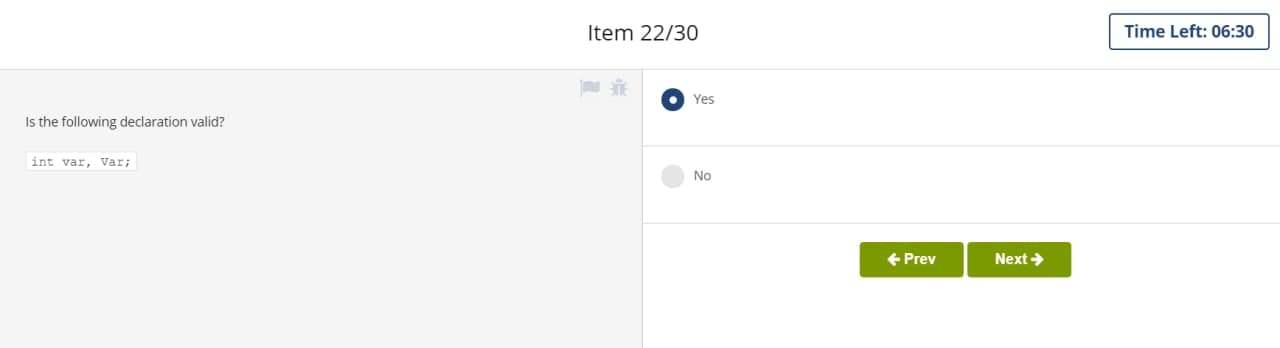 Item 22/30
Time Left: 06:30
Is the following declaration valid?
int var, Var;
Yes
No
Prev
Next